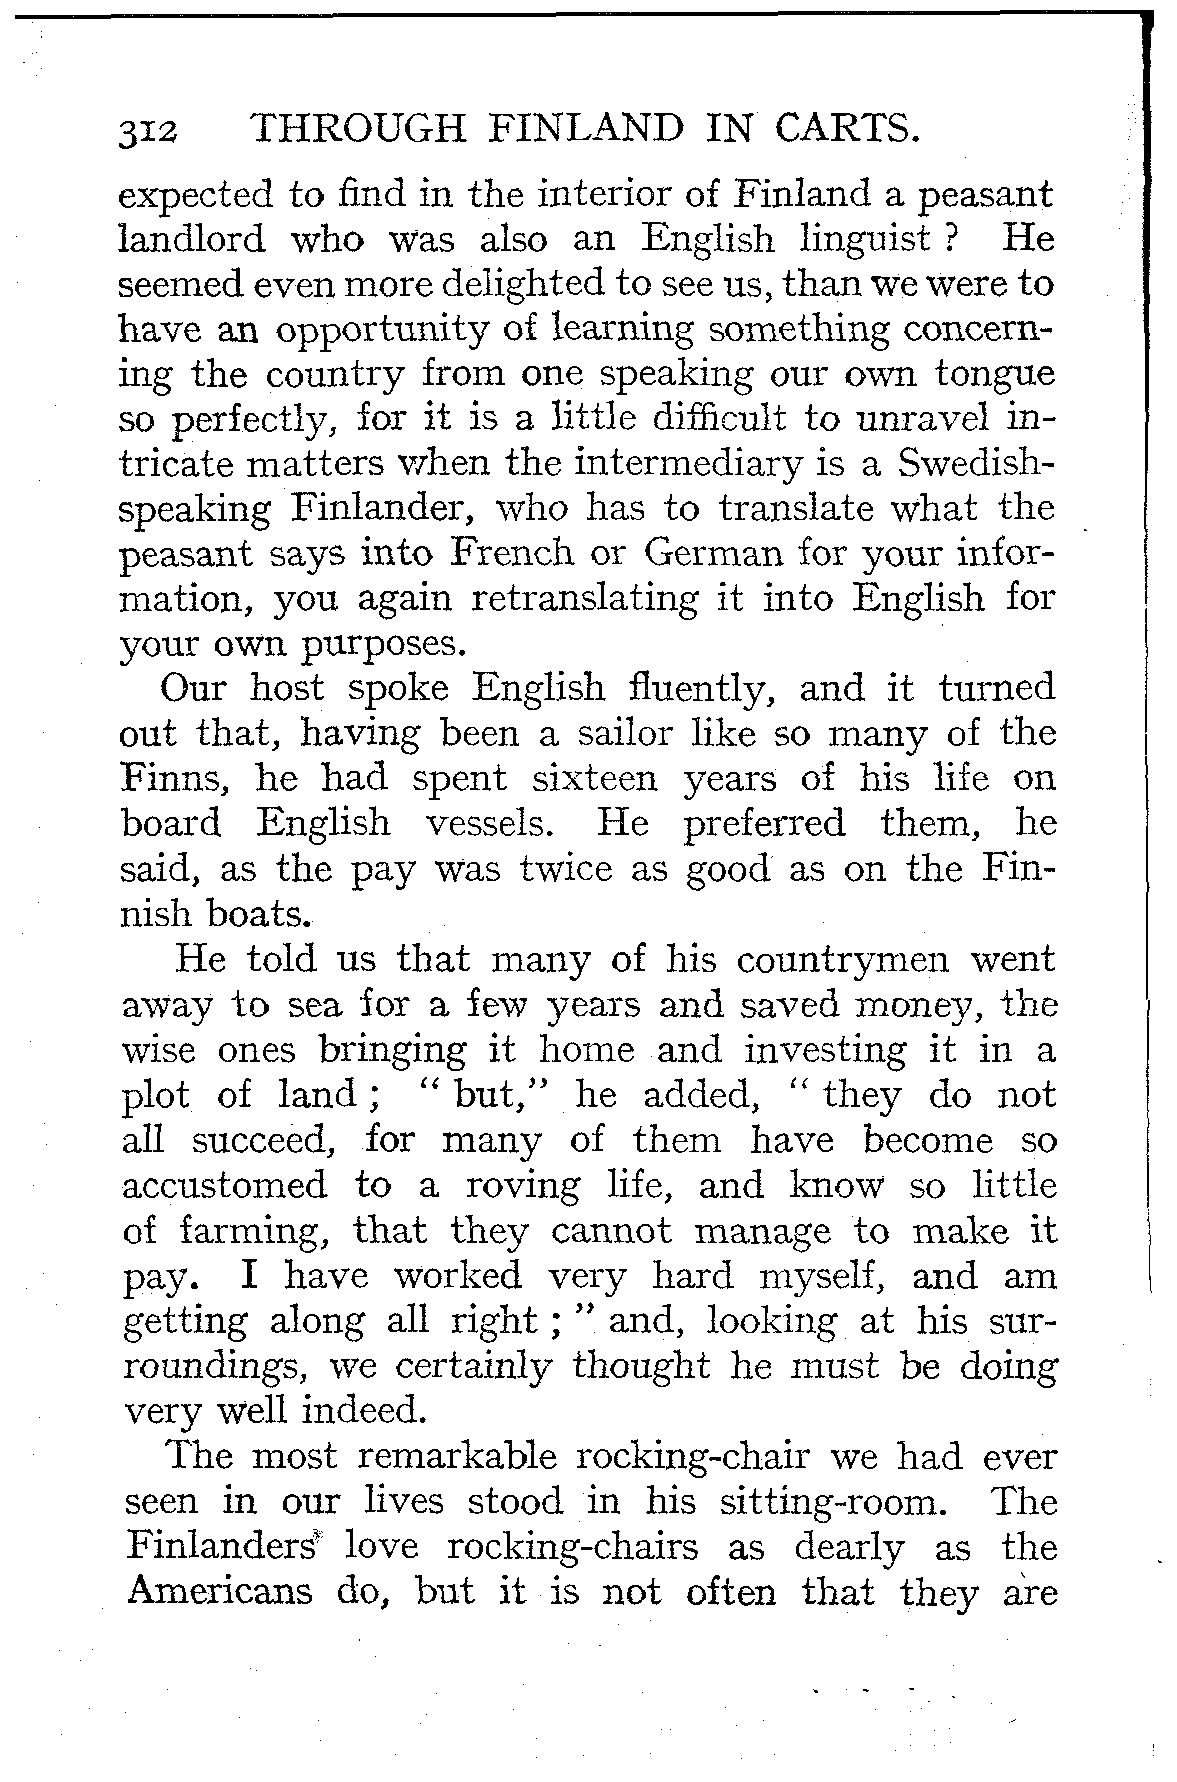 312 THROUGH FINLAND IN CARTS.
expected to find in the interior of Finland a peasant
landlord who was also an English linguist ? He
seemed even more delighted to see us, than we were to
have an opportunity of learning something concern-
ing the country from one speaking our own tongue
so perfectly, for it is a little difficult to unravel in-
tricate matters when the intermediary is a Swedish-
speaking Finlander, who has to translate what the
peasant says into French or German for your infor-
mation, you again retranslating it into English for
your own purposes.
Our host spoke English fluently, and it turned
out that, having been a sailor like so many of the
Finns, he had spent sixteen years of his life on
board English vessels. He preferred them, he
said, as the pay was twice as good as on the Fin-
nish boats.
He told us that many of his countrymen went
away to sea for a few years and saved money, the
wise ones bringing it home and investing it in a
plot of land ; “ but,” he added, “ they do not
all succeed, for many of them have become so
accustomed to a roving life, and know so little
of farming, that they cannot manage to make it
pay. I have worked very hard myself, and am
getting along all right ; ” and, looking at his sur-
roundings, we certainly thought he must be doing
very well indeed.
The most remarkable rocking-chair we had ever
seen in our lives stood in his sitting-room. The
Finlanders love rocking-chairs as dearly as the
Americans do, but it is not often that they are